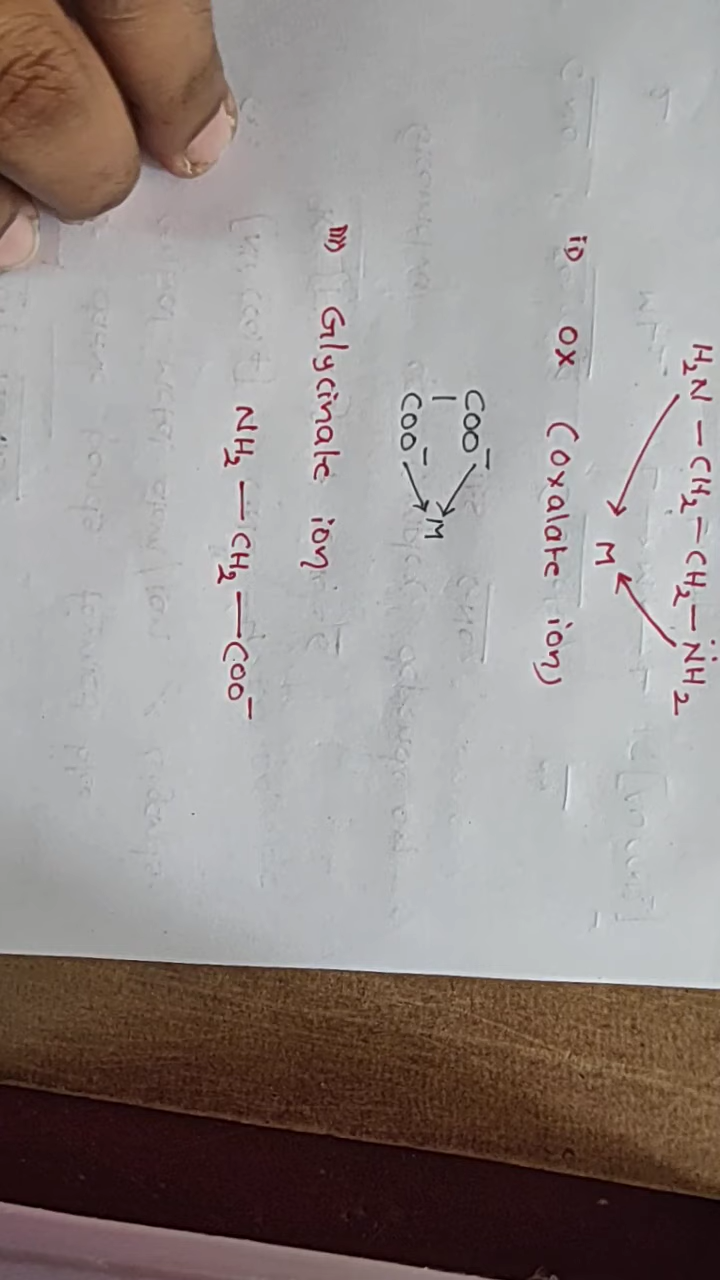 H₂N — CH₂ — CH₂ — N̈H₂
M
ii) ox (oxalate ion)
COO⁻
M
COO⁻
iii) Glycinate ion
NH₂ — CH₂ — COO⁻